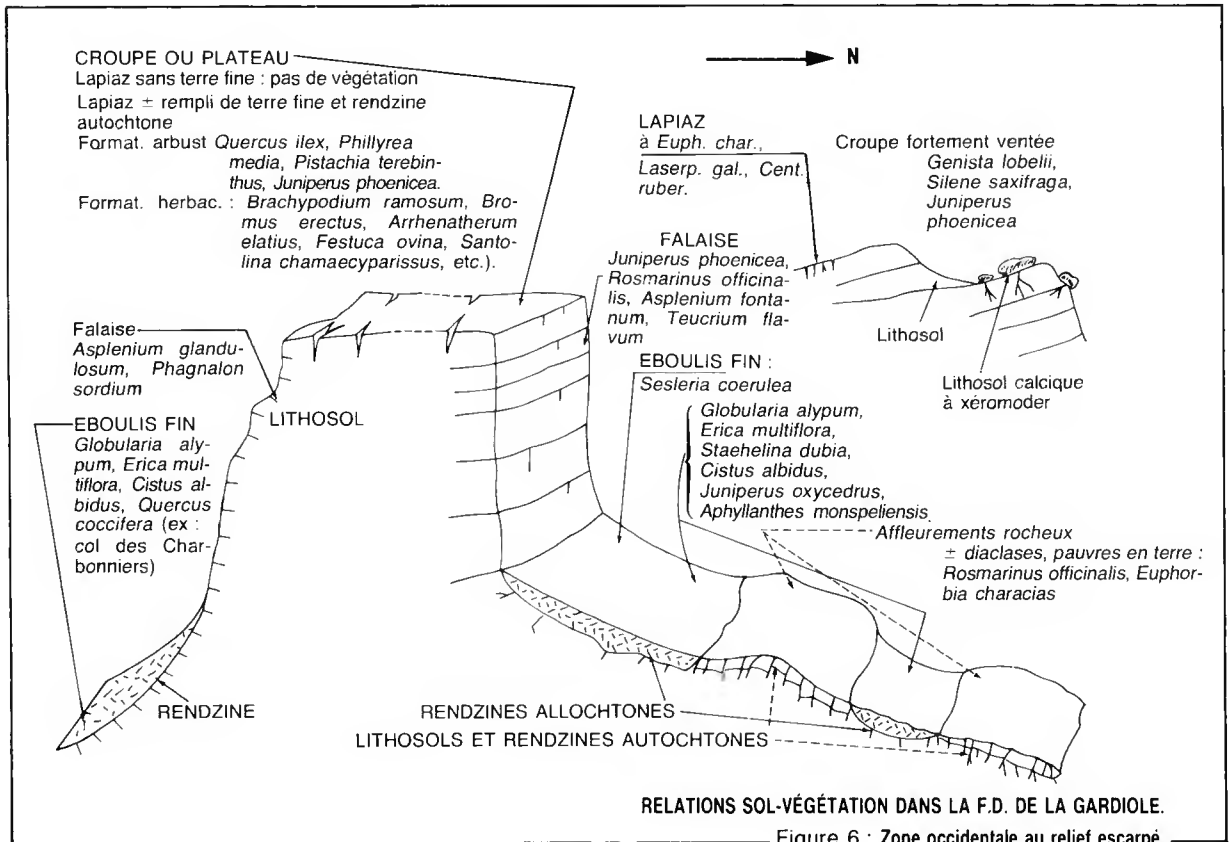 CROUPE OU PLATEAU
Lapiaz sans terre fine : pas de végétation
Lapiaz ± rempli de terre fine et rendzine
autochtone
Format. arbust Quercus ilex, Phillyrea
media, Pistachia terebin-
thus, Juniperus phoenicea.
Format. herbac. : Brachypodium ramosum, Bro-
mus erectus, Arrhenatherum
elatius, Festuca ovina, Santo-
lina chamaecyparissus, etc.).
N
LAPIAZ
à Euph. char.,
Laserp. gal., Cent.
ruber.
Croupe fortement ventée
Genista lobelii,
Silene saxifraga,
Juniperus
phoenicea
FALAISE
Juniperus phoenicea,
Rosmarinus officina-
lis, Asplenium fonta-
num, Teucrium fla-
vum
Lithosol
Lithosol calcique
à xéromoder
Falaise
Asplenium glandu-
losum, Phagnalon
sordium
LITHOSOL
EBOULIS FIN
Globularia aly-
pum, Erica mul-
tiflora, Cistus al-
bidus, Quercus
coccifera (ex :
col des Char-
bonniers)
EBOULIS FIN :
Sesleria coerulea
Globularia alypum,
Erica multiflora,
Staehelina dubia,
Cistus albidus,
Juniperus oxycedrus,
Aphyllanthes monspeliensis
Affleurements rocheux
± diaclases, pauvres en terre :
Rosmarinus officinalis, Euphor-
bia characias
RENDZINE
RENDZINES ALLOCHTONES
LITHOSOLS ET RENDZINES AUTOCHTONES
RELATIONS SOL-VÉGÉTATION DANS LA F.D. DE LA GARDIOLE.
Figure 6 : Zone occidentale au relief escarpé